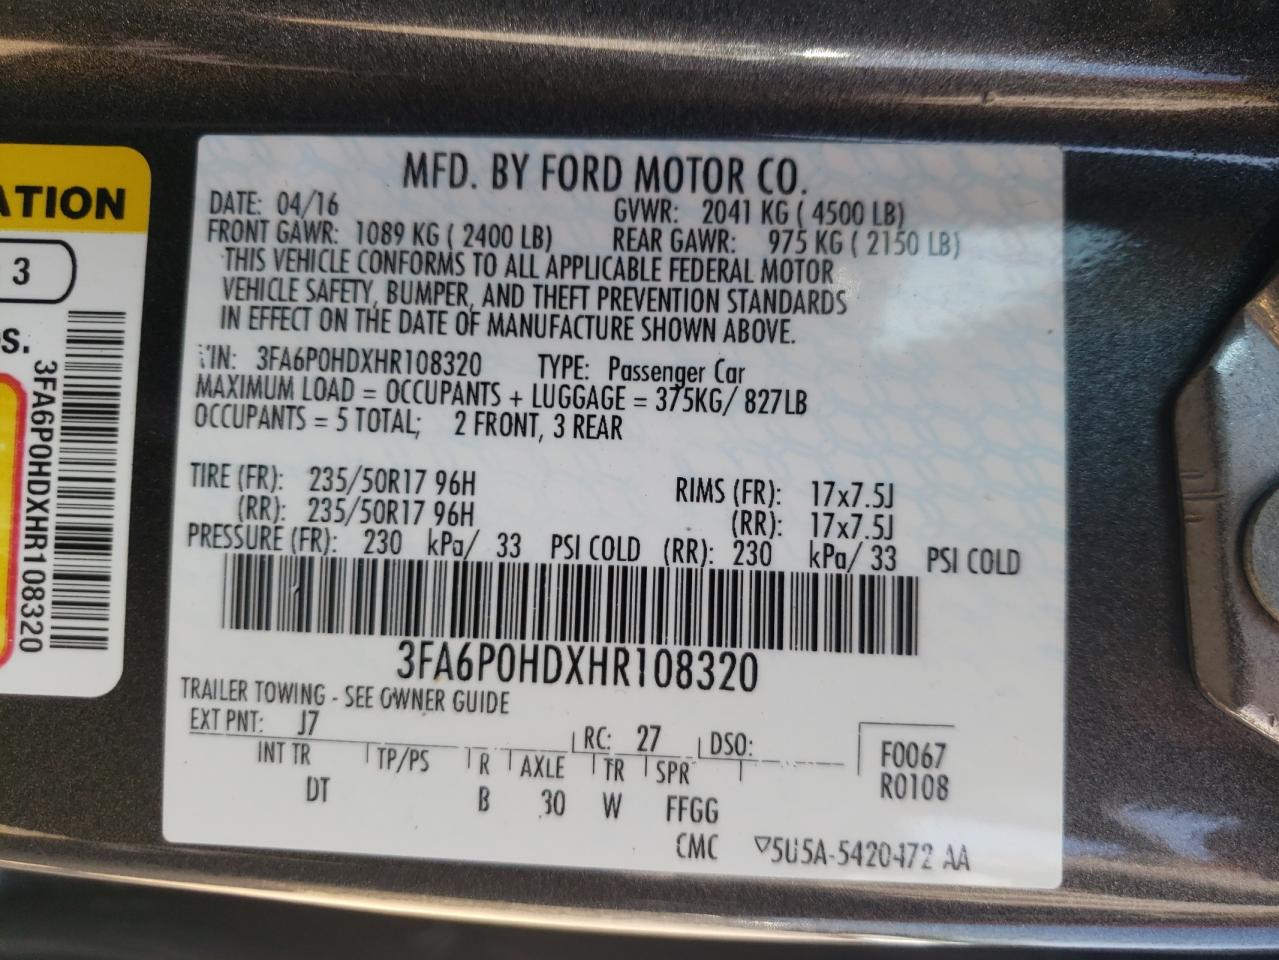 ATION
3
S.
3FA6P0HDXHR108320
MFD. BY FORD MOTOR CO.
DATE: 04/16 GVWR: 2041 KG ( 4500 LB)
FRONT GAWR: 1089 KG ( 2400 LB) REAR GAWR: 975 KG ( 2150 LB)
THIS VEHICLE CONFORMS TO ALL APPLICABLE FEDERAL MOTOR
VEHICLE SAFETY, BUMPER, AND THEFT PREVENTION STANDARDS
IN EFFECT ON THE DATE OF MANUFACTURE SHOWN ABOVE.
VIN: 3FA6P0HDXHR108320 TYPE: Passenger Car
MAXIMUM LOAD = OCCUPANTS + LUGGAGE = 375KG/ 827LB
OCCUPANTS = 5 TOTAL; 2 FRONT, 3 REAR
TIRE (FR): 235/50R17 96H RIMS (FR): 17x7.5J
(RR): 235/50R17 96H (RR): 17x7.5J
PRESSURE (FR): 230 kPa/ 33 PSI COLD (RR): 230 kPa/ 33 PSI COLD
3FA6P0HDXHR108320
TRAILER TOWING - SEE OWNER GUIDE
EXT PNT: J7 RC: 27 DSO:
INT TR TP/PS R AXLE TR SPR F0067
DT B 30 W FFGG R0108
CMC ▽5U5A-5420472 AA